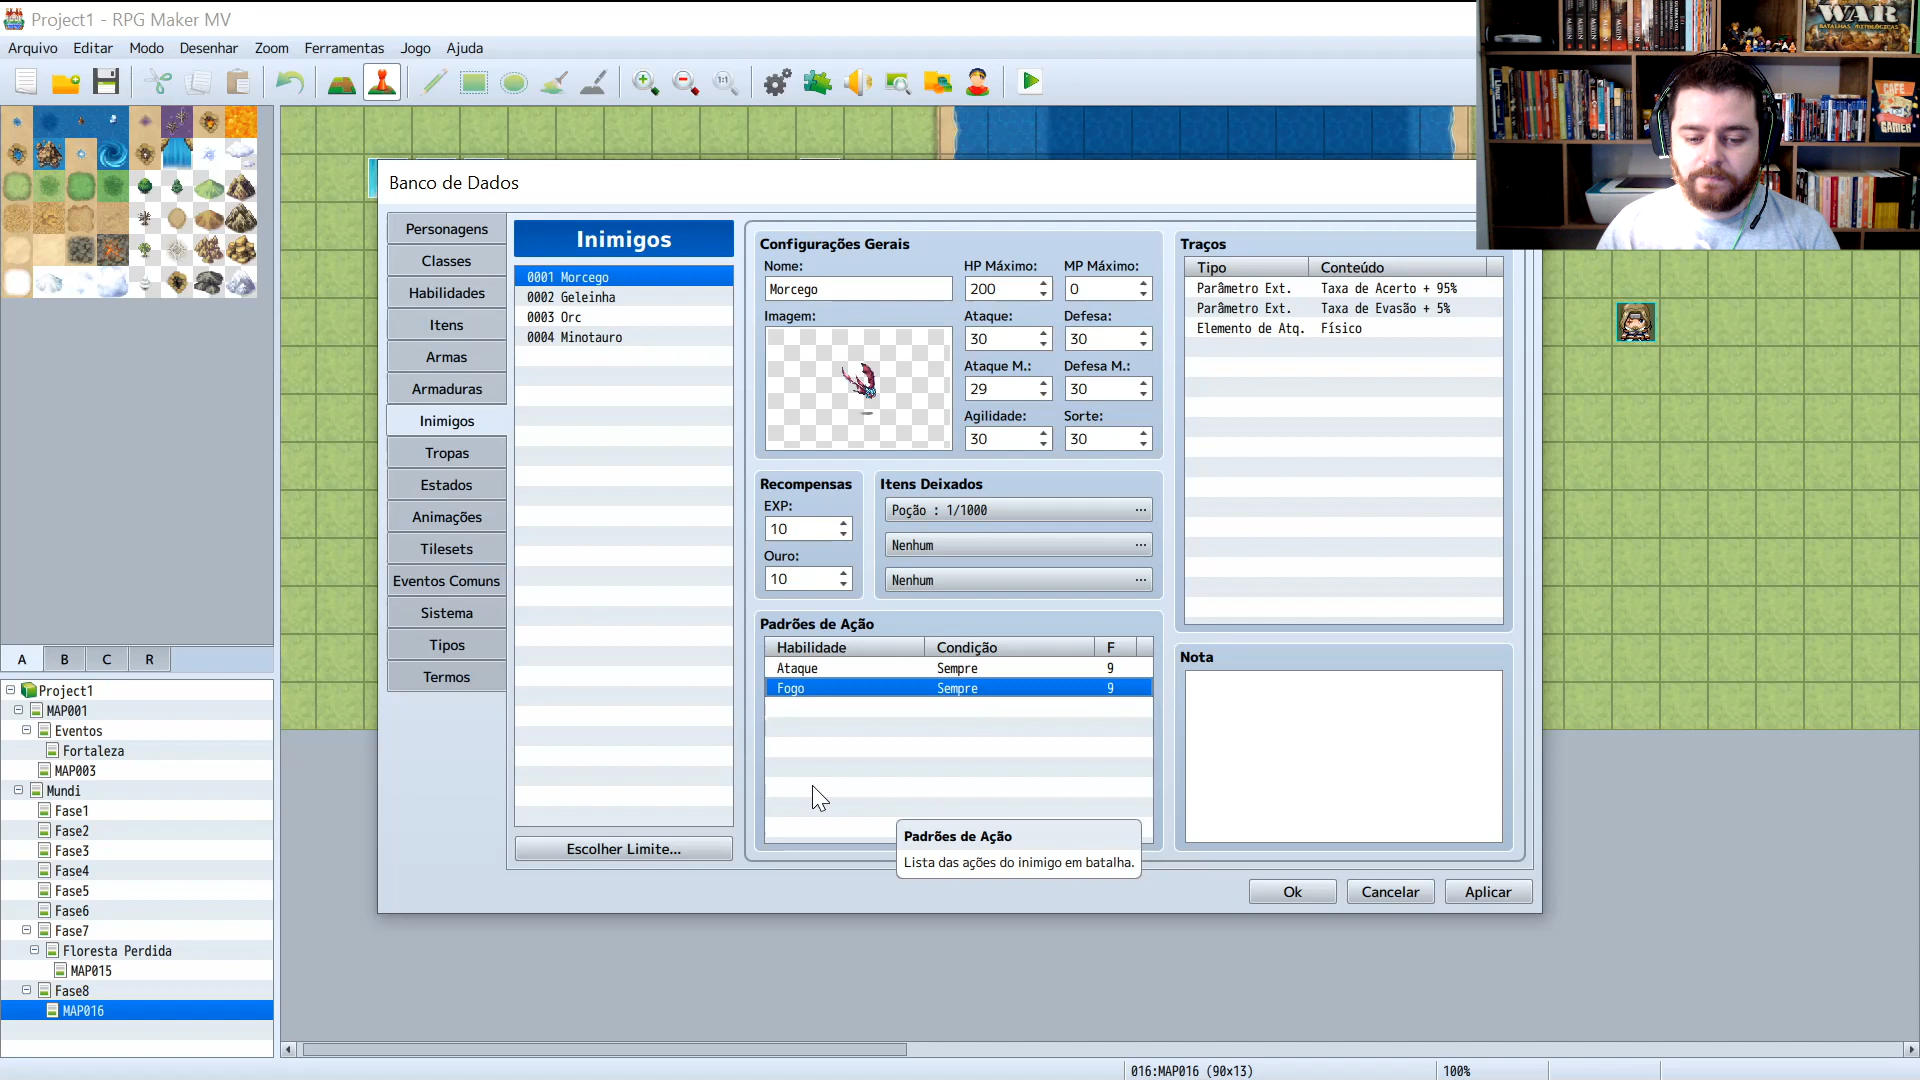 Project1 - RPG Maker MV
Arquivo Editar Modo Desenhar Zoom Ferramentas Jogo Ajuda
1:1
WAR
BATALHAS MITOLÓGICAS
CAFE
GAMER
Banco de Dados
Personagens
Classes
Habilidades
Itens
Armas
Armaduras
Inimigos
Tropas
Estados
Animações
Tilesets
Eventos Comuns
Sistema
Tipos
Termos
Inimigos
0001 Morcego
0002 Geleinha
0003 Orc
0004 Minotauro
Escolher Limite...
Configurações Gerais
Nome:
Morcego
Imagem:
HP Máximo: MP Máximo:
200 0
Ataque: Defesa:
30 30
Ataque M.: Defesa M.:
29 30
Agilidade: Sorte:
30 30
Recompensas
EXP:
10
Ouro:
10
Itens Deixados
Poção : 1/1000 ...
Nenhum ...
Nenhum ...
Padrões de Ação
Habilidade Condição F
Ataque Sempre 9
Fogo Sempre 9
Padrões de Ação
Lista das ações do inimigo em batalha.
Traços
Tipo Conteúdo
Parâmetro Ext. Taxa de Acerto + 95%
Parâmetro Ext. Taxa de Evasão + 5%
Elemento de Atq. Físico
Nota
Ok Cancelar Aplicar
A B C R
Project1
MAP001
Eventos
Fortaleza
MAP003
Mundi
Fase1
Fase2
Fase3
Fase4
Fase5
Fase6
Fase7
Floresta Perdida
MAP015
Fase8
MAP016
016:MAP016 (90x13) 100%